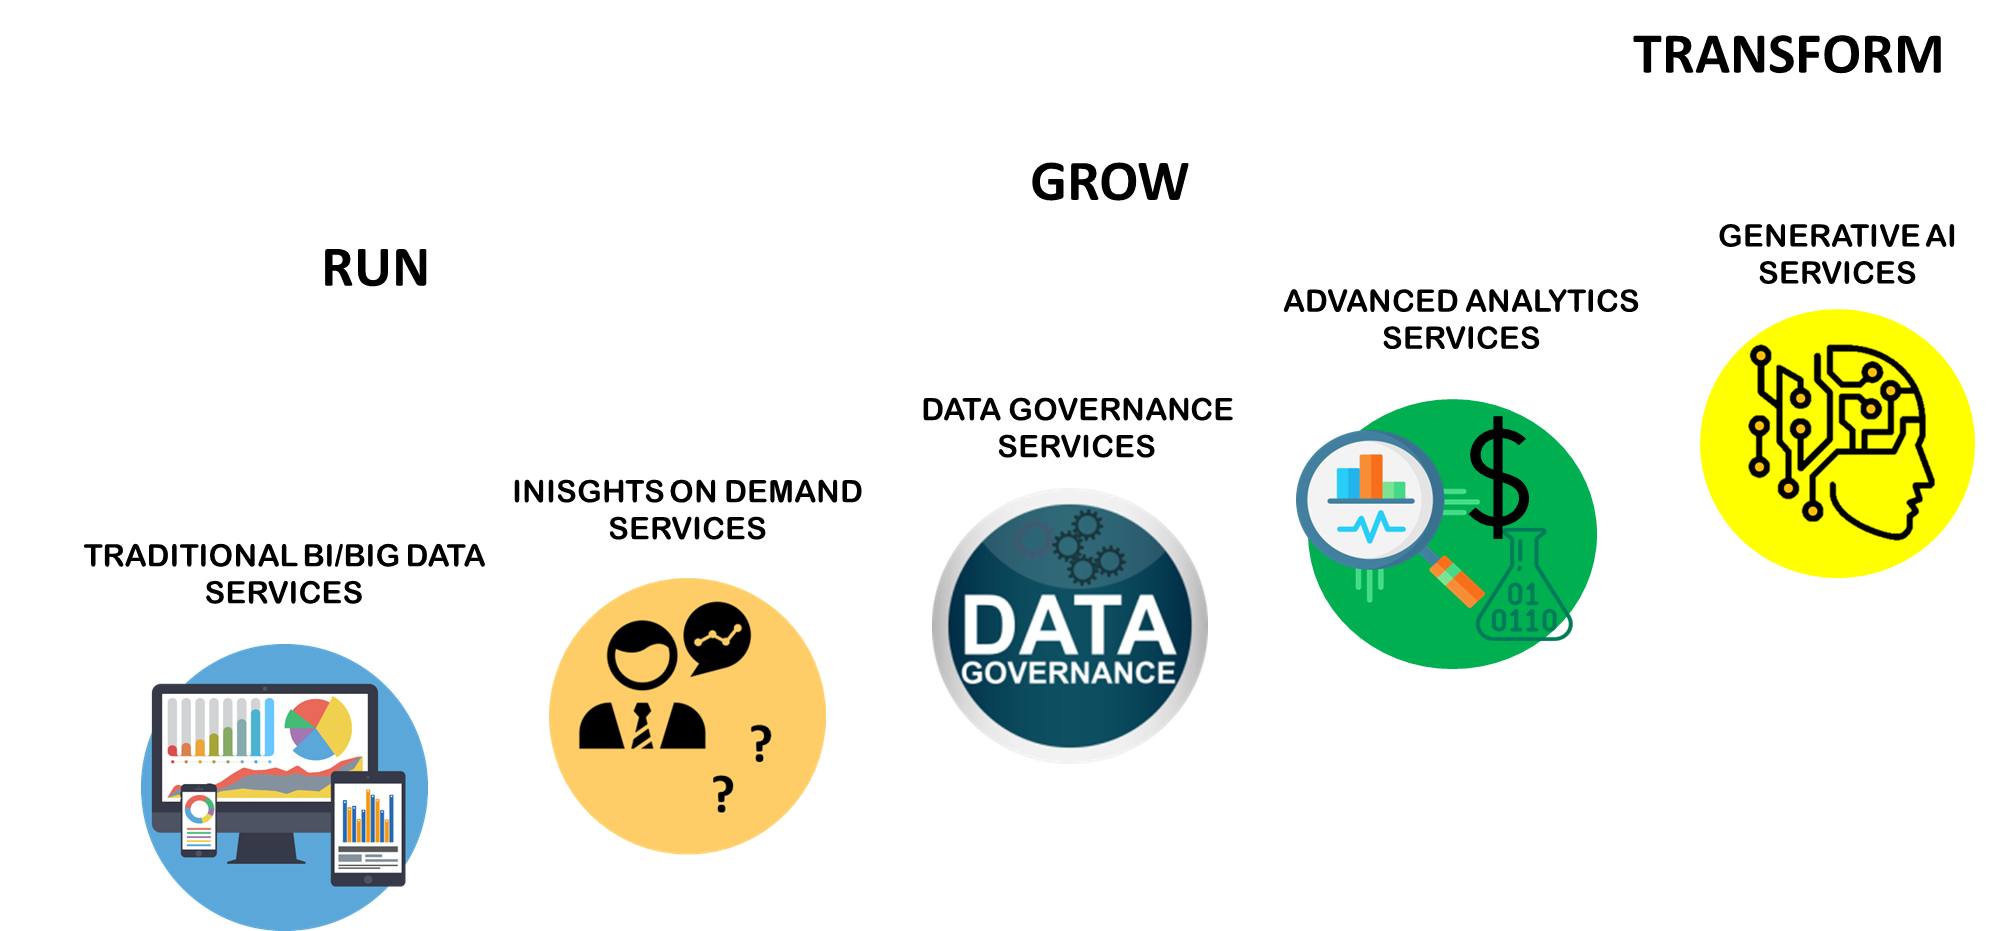 TRANSFORM
GROW
RUN
GENERATIVE AI
SERVICES
ADVANCED ANALYTICS
SERVICES
DATA GOVERNANCE
SERVICES
INISGHTS ON DEMAND
SERVICES
TRADITIONAL BI/BIG DATA
SERVICES
$
01
0110
DATA
GOVERNANCE
?
?